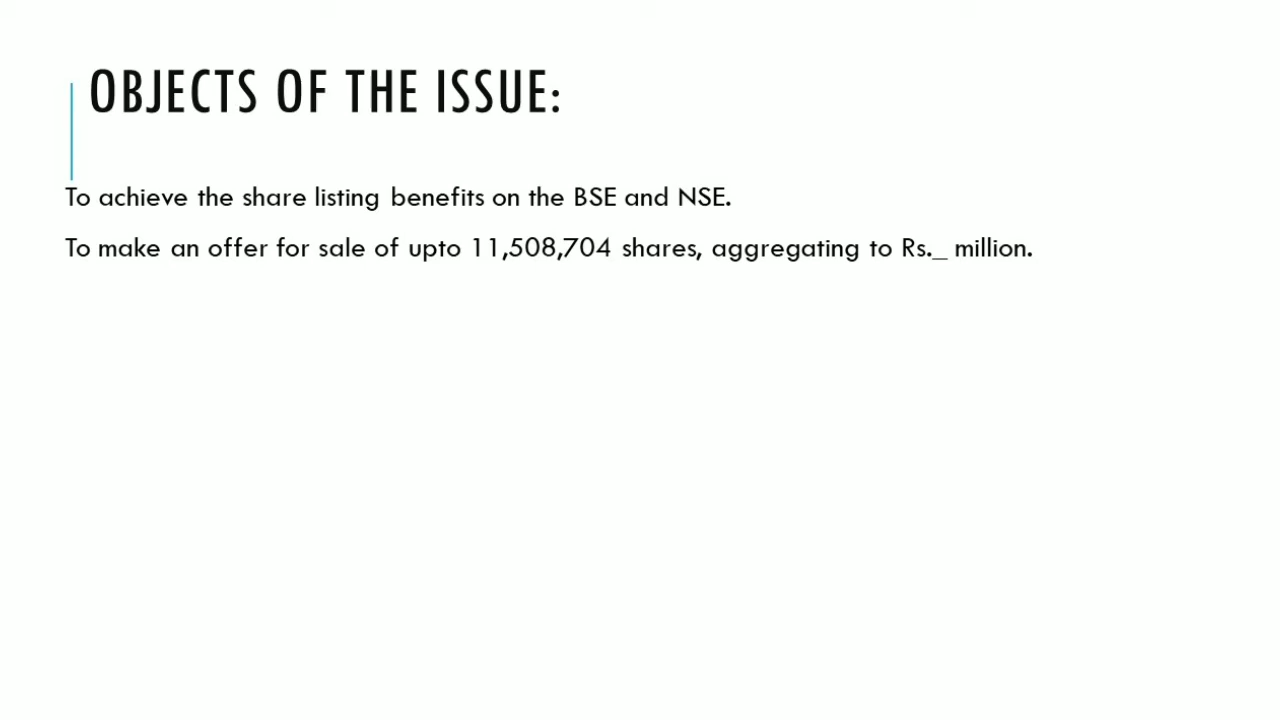 OBJECTS OF THE ISSUE:
To achieve the share listing benefits on the BSE and NSE.
To make an offer for sale of upto 11,508,704 shares, aggregating to Rs._ million.